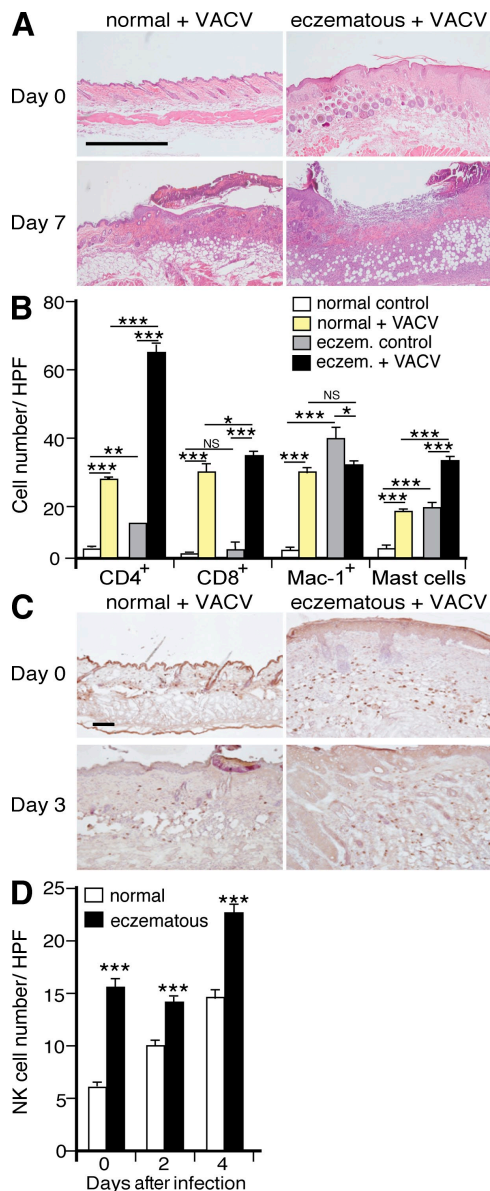 A
normal + VACV eczematous + VACV
Day 0
Day 7
B
80
60
40
20
0
Cell number/ HPF
normal control
normal + VACV
eczem. control
eczem. + VACV
*** *** ** ***
* NS *** ***
NS *** * ***
*** *** *** ***
CD4+ CD8+ Mac-1+ Mast cells
C
normal + VACV eczematous + VACV
Day 0
Day 3
D
25
20
15
10
5
0
NK cell number/ HPF
normal
eczematous
*** *** ***
0 2 4
Days after infection